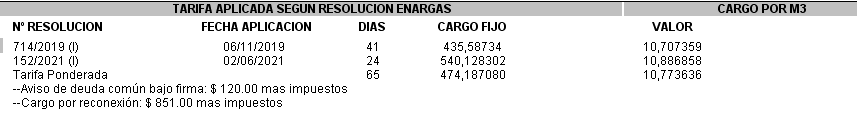 TARIFA APLICADA SEGUN RESOLUCION ENARGAS CARGO POR M3
Nº RESOLUCION FECHA APLICACION DIAS CARGO FIJO VALOR
714/2019 (I) 06/11/2019 41 435,58734 10,707359
152/2021 (I) 02/06/2021 24 540,128302 10,886858
Tarifa Ponderada 65 474,187080 10,773636
--Aviso de deuda común bajo firma: $ 120.00 mas impuestos
--Cargo por reconexión: $ 851.00 mas impuestos